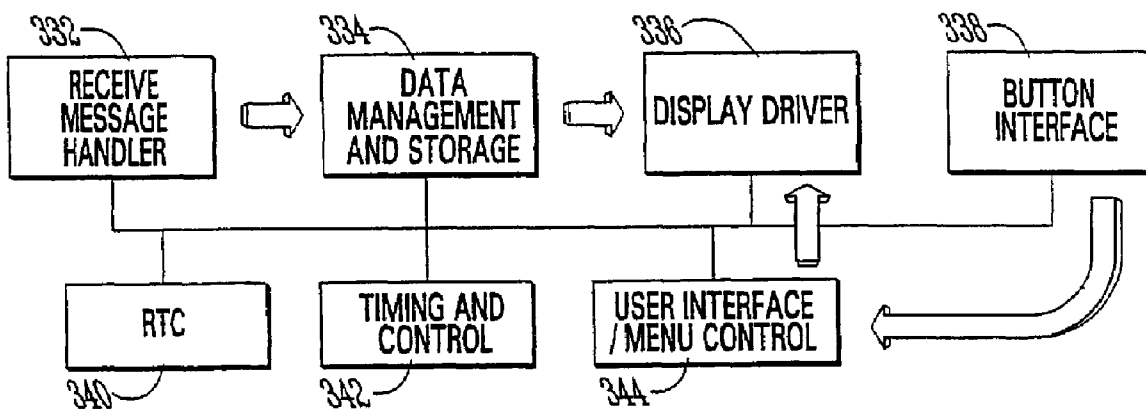 332
RECEIVE
MESSAGE
HANDLER
334
DATA
MANAGEMENT
AND STORAGE
336
DISPLAY DRIVER
338
BUTTON
INTERFACE
RTC
340
TIMING AND
CONTROL
342
USER INTERFACE
/ MENU CONTROL
344